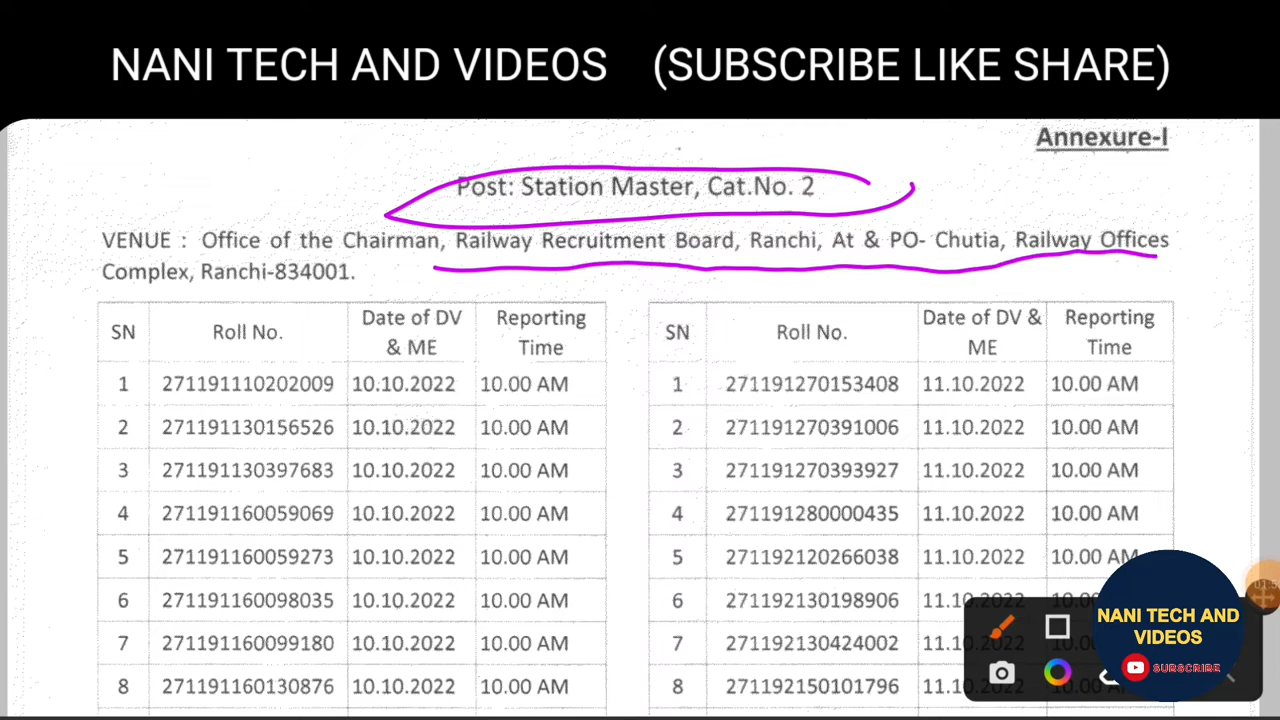 NANI TECH AND VIDEOS (SUBSCRIBE LIKE SHARE)
Annexure-I
Post: Station Master, Cat.No. 2
VENUE : Office of the Chairman, Railway Recruitment Board, Ranchi, At & PO- Chutia, Railway Offices
Complex, Ranchi-834001.
SN Roll No. Date of DV & ME Reporting Time
1 271191110202009 10.10.2022 10.00 AM
2 271191130156526 10.10.2022 10.00 AM
3 271191130397683 10.10.2022 10.00 AM
4 271191160059069 10.10.2022 10.00 AM
5 271191160059273 10.10.2022 10.00 AM
6 271191160098035 10.10.2022 10.00 AM
7 271191160099180 10.10.2022 10.00 AM
8 271191160130876 10.10.2022 10.00 AM
SN Roll No. Date of DV & ME Reporting Time
1 271191270153408 11.10.2022 10.00 AM
2 271191270391006 11.10.2022 10.00 AM
3 271191270393927 11.10.2022 10.00 AM
4 271191280000435 11.10.2022 10.00 AM
5 271192120266038 11.10.2022 10.00 AM
6 271192130198906 11.10.2022
7 271192130424002
8 271192150101796
NANI TECH AND
VIDEOS
SUBSCRIBE